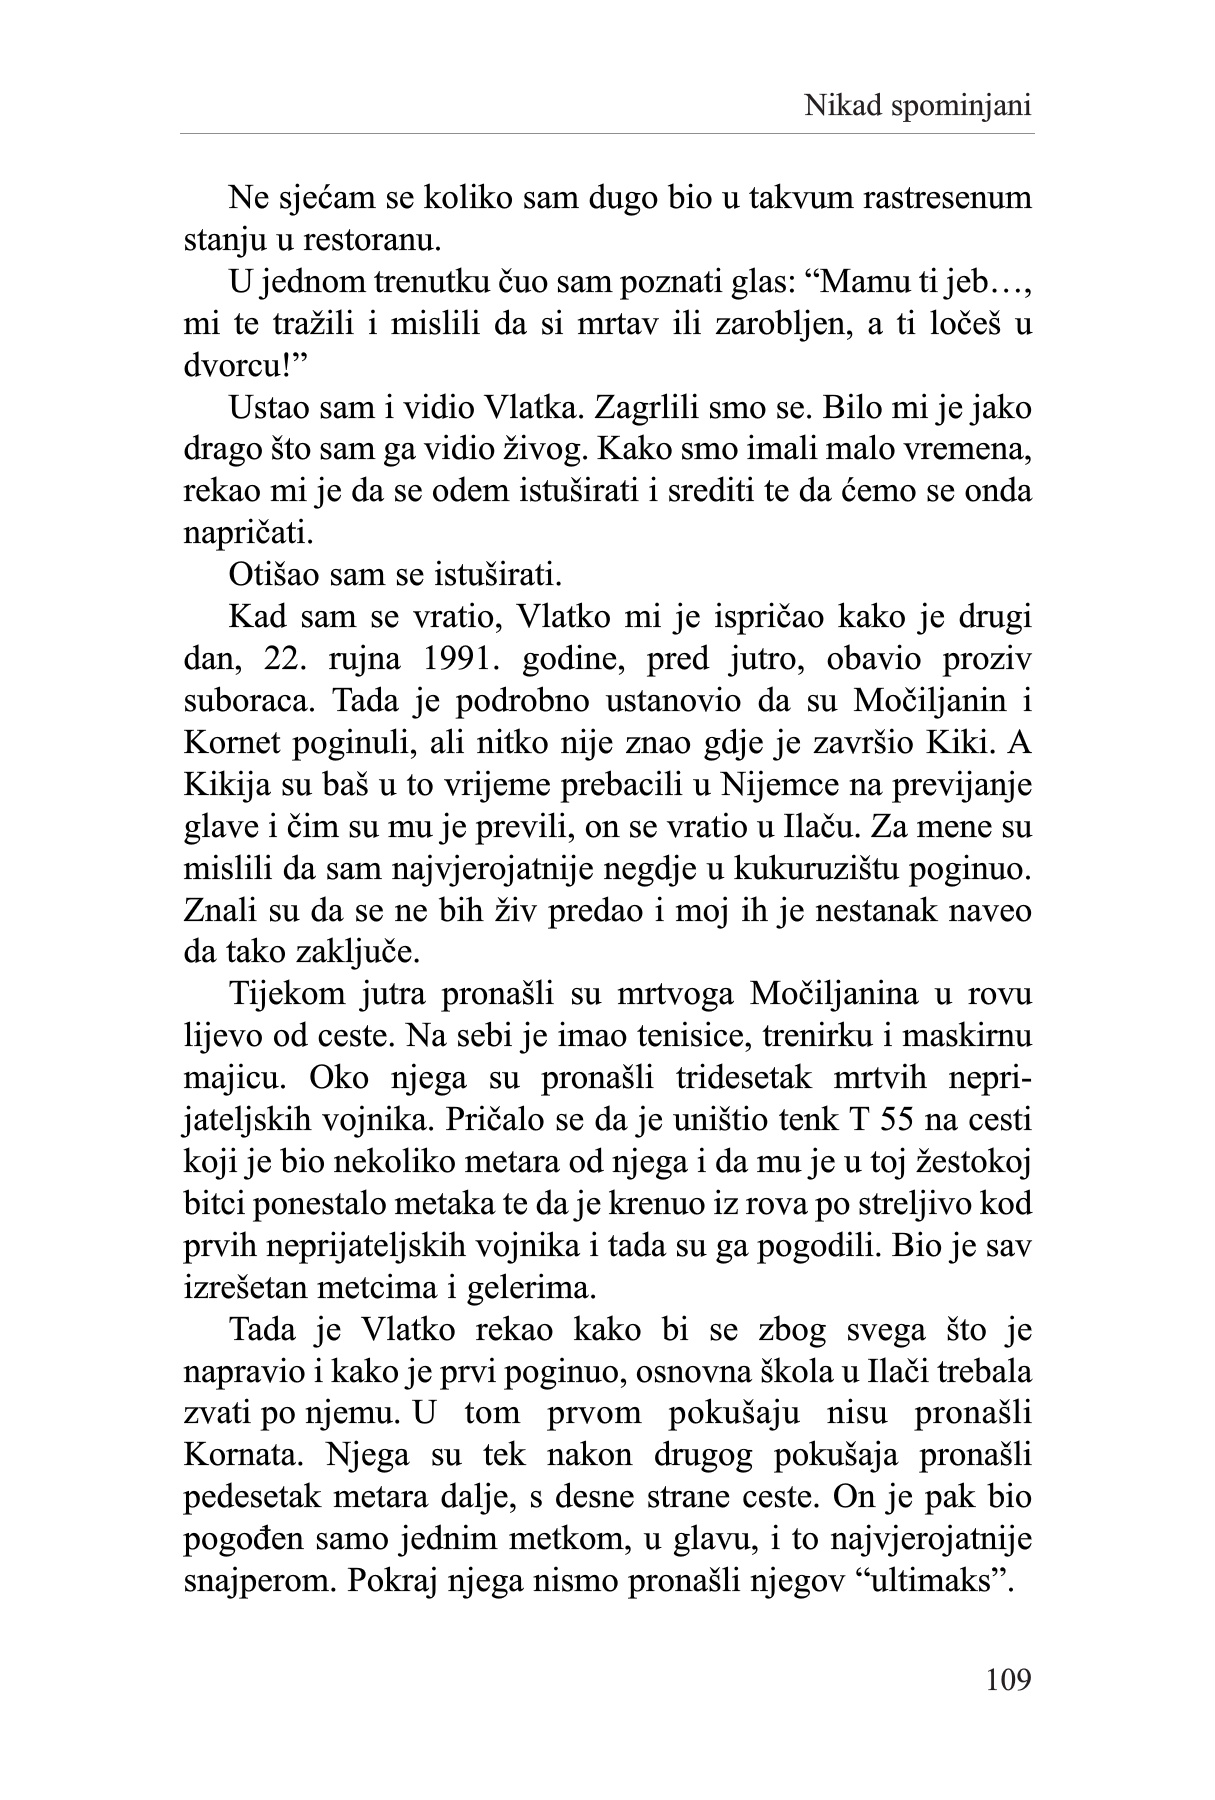 Nikad spominjani
Ne sjećam se koliko sam dugo bio u takvum rastresenum
stanju u restoranu.
U jednom trenutku čuo sam poznati glas: “Mamu ti jeb…,
mi te tražili i mislili da si mrtav ili zarobljen, a ti ločeš u
dvorcu!”
Ustao sam i vidio Vlatka. Zagrlili smo se. Bilo mi je jako
drago što sam ga vidio živog. Kako smo imali malo vremena,
rekao mi je da se odem istuširati i srediti te da ćemo se onda
napričati.
Otišao sam se istuširati.
Kad sam se vratio, Vlatko mi je ispričao kako je drugi
dan, 22. rujna 1991. godine, pred jutro, obavio proziv
suboraca. Tada je podrobno ustanovio da su Močiljanin i
Kornet poginuli, ali nitko nije znao gdje je završio Kiki. A
Kikija su baš u to vrijeme prebacili u Nijemce na previjanje
glave i čim su mu je previli, on se vratio u Ilaču. Za mene su
mislili da sam najvjerojatnije negdje u kukuruzištu poginuo.
Znali su da se ne bih živ predao i moj ih je nestanak naveo
da tako zaključe.
Tijekom jutra pronašli su mrtvoga Močiljanina u rovu
lijevo od ceste. Na sebi je imao tenisice, trenirku i maskirnu
majicu. Oko njega su pronašli tridesetak mrtvih nepri-
jateljskih vojnika. Pričalo se da je uništio tenk T 55 na cesti
koji je bio nekoliko metara od njega i da mu je u toj žestokoj
bitci ponestalo metaka te da je krenuo iz rova po streljivo kod
prvih neprijateljskih vojnika i tada su ga pogodili. Bio je sav
izrešetan metcima i gelerima.
Tada je Vlatko rekao kako bi se zbog svega što je
napravio i kako je prvi poginuo, osnovna škola u Ilači trebala
zvati po njemu. U tom prvom pokušaju nisu pronašli
Kornata. Njega su tek nakon drugog pokušaja pronašli
pedesetak metara dalje, s desne strane ceste. On je pak bio
pogođen samo jednim metkom, u glavu, i to najvjerojatnije
snajperom. Pokraj njega nismo pronašli njegov “ultimaks”.
109